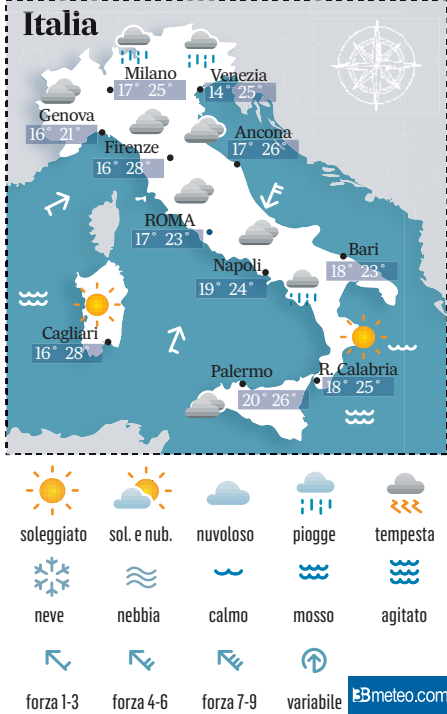 Italia
Milano
17° 25°
Venezia
14° 25°
Genova
16° 21°
Firenze
16° 28°
Ancona
17° 26°
ROMA
17° 23°
Napoli
19° 24°
Bari
18° 23°
Cagliari
16° 28°
Palermo
20° 26°
R. Calabria
18° 25°
soleggiato sol. e nub. nuvoloso piogge tempesta
neve nebbia calmo mosso agitato
forza 1-3 forza 4-6 forza 7-9 variabile
3Bmeteo.com